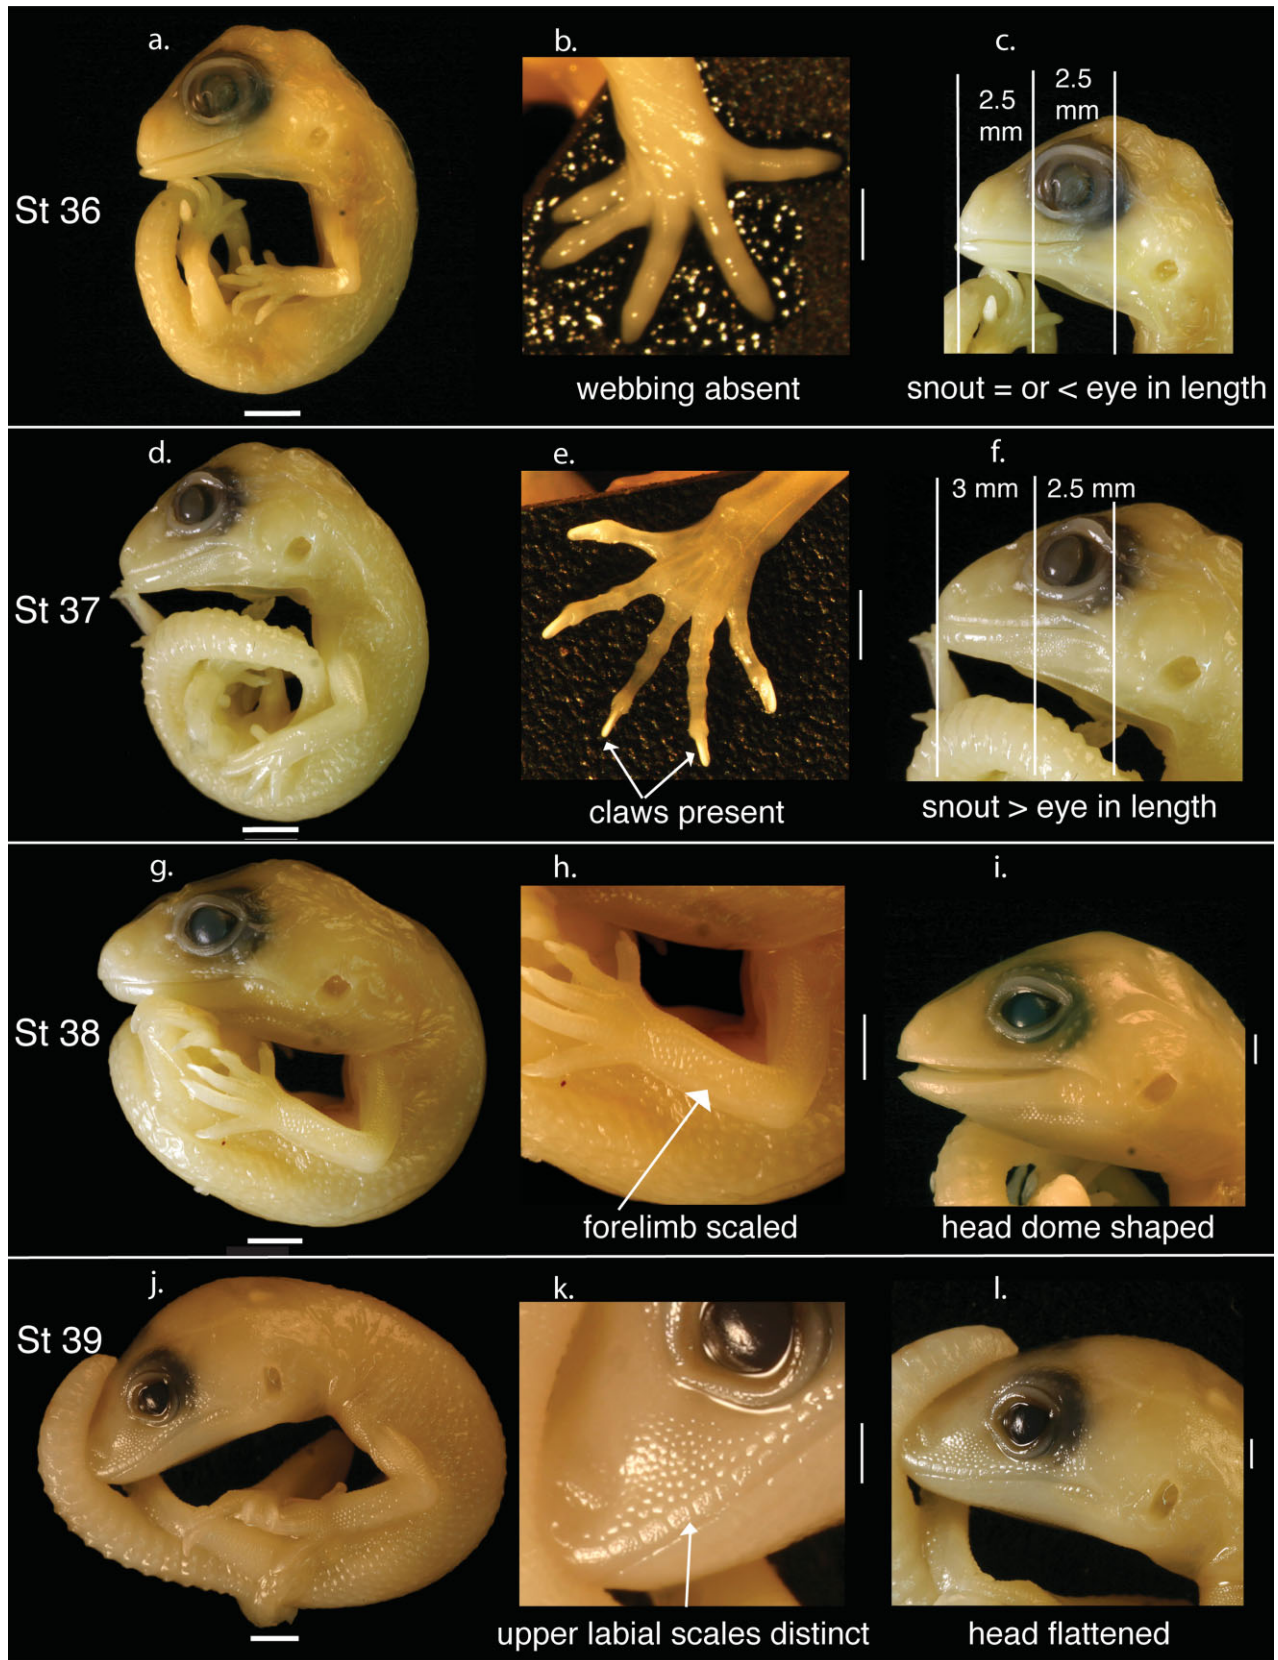 a.
b.
c.
St 36
2.5
mm
2.5
mm
webbing absent
snout = or < eye in length
d.
e.
f.
St 37
3 mm
2.5 mm
claws present
snout > eye in length
g.
h.
i.
St 38
forelimb scaled
head dome shaped
j.
k.
l.
St 39
upper labial scales distinct
head flattened